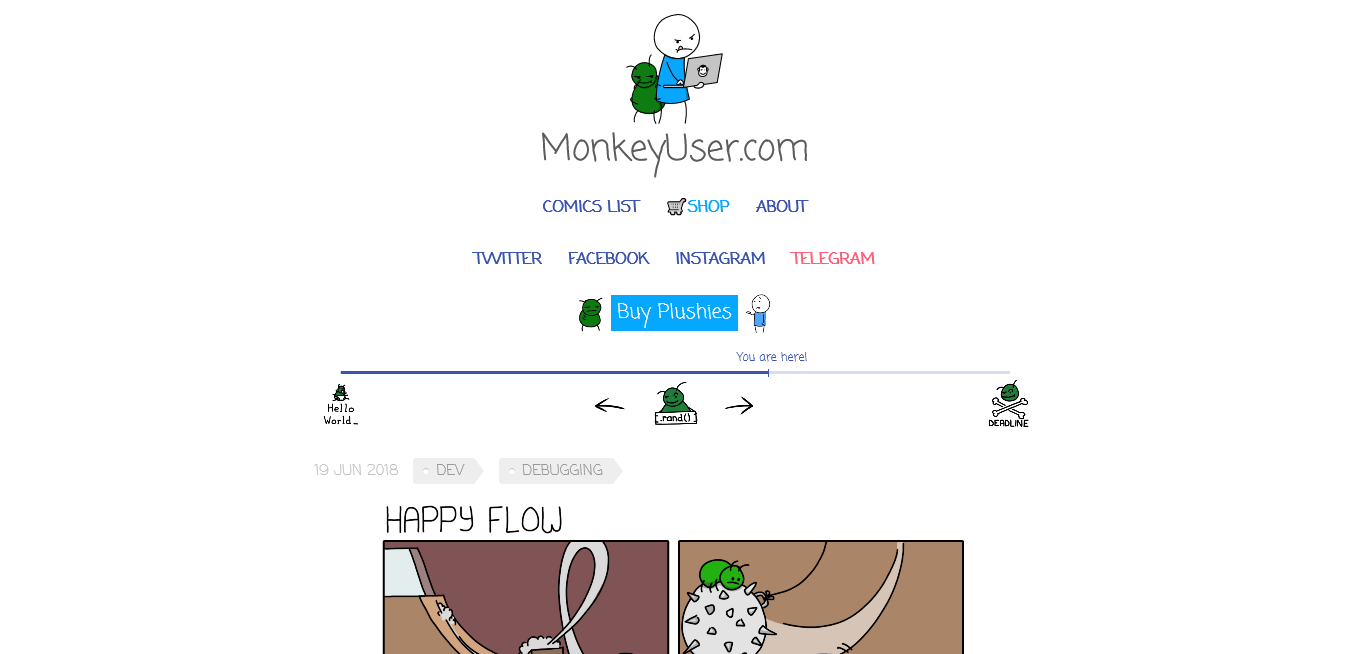 MonkeyUser.com
COMICS LIST SHOP ABOUT
TWITTER FACEBOOK INSTAGRAM TELEGRAM
Buy Plushies
You are here!
Hello
World_
.rand()
DEADLINE
19 JUN 2018 DEV DEBUGGING
HAPPY FLOW